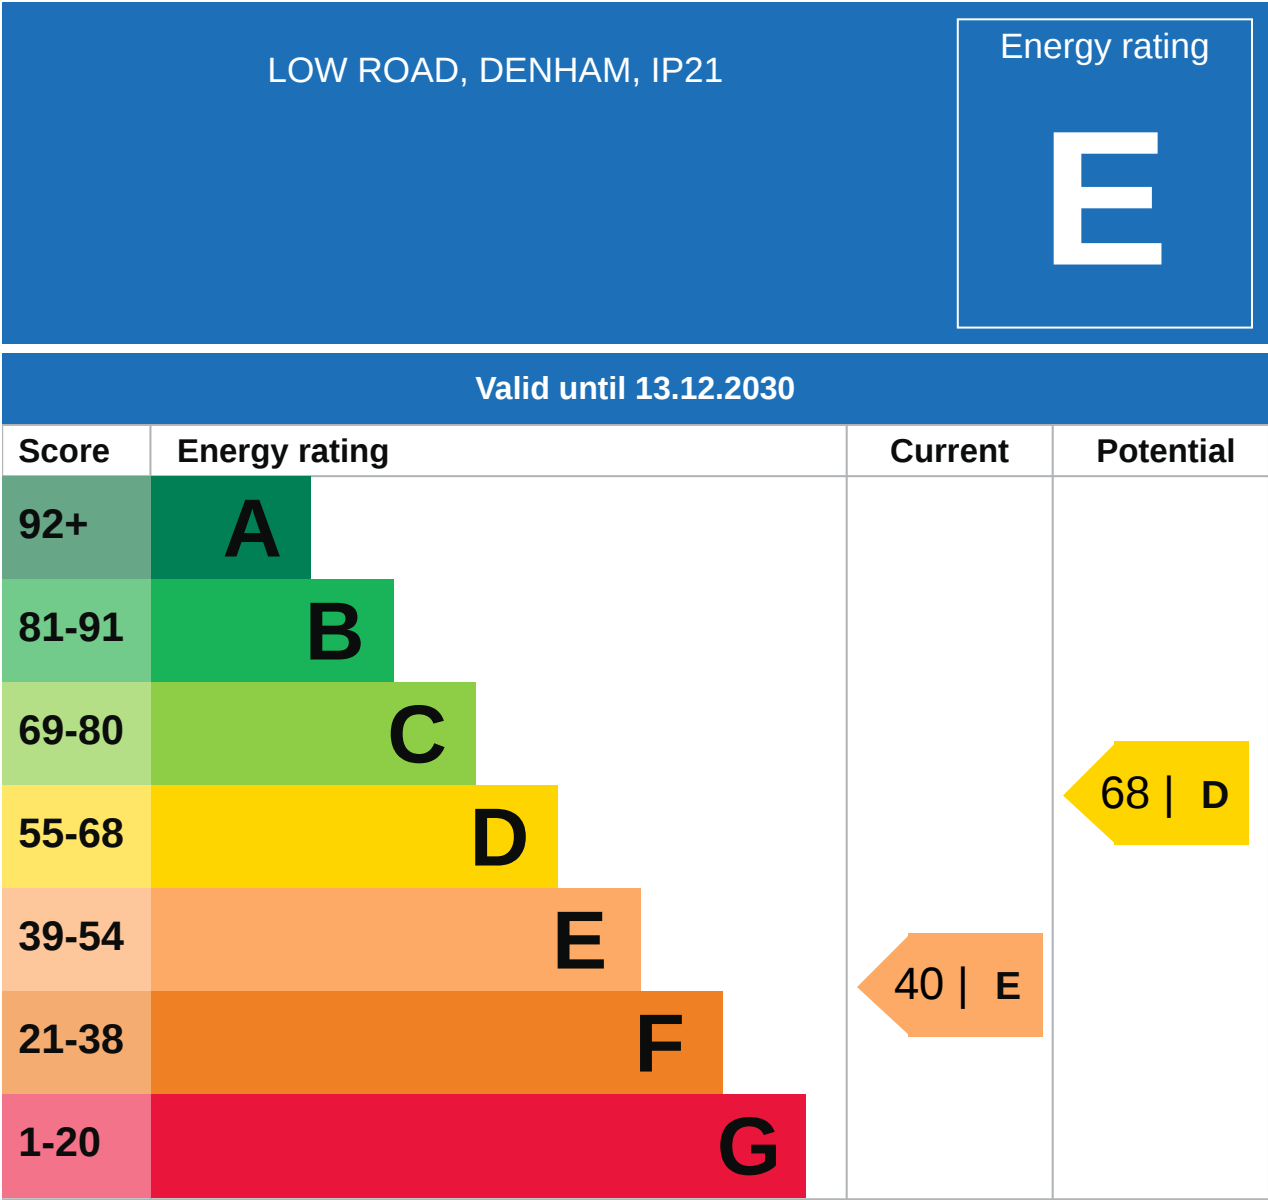 LOW ROAD, DENHAM, IP21
Energy rating
E
Valid until 13.12.2030
Score Energy rating Current Potential
92+ A
81-91 B
69-80 C
68 | D
55-68 D
39-54 E
40 | E
21-38 F
1-20 G